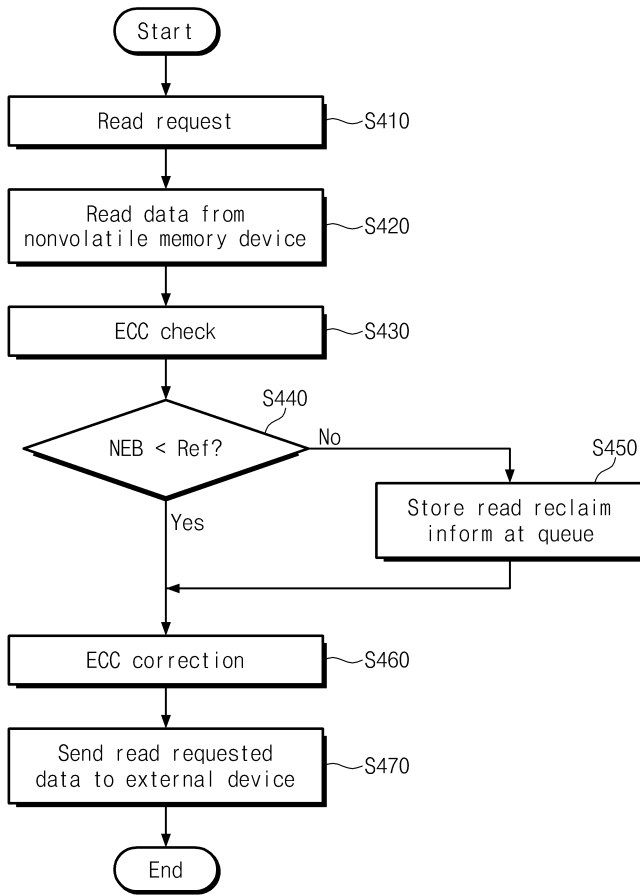 Start
Read request
S410
Read data from
nonvolatile memory device
S420
ECC check
S430
S440
NEB < Ref?
No
S450
Store read reclaim
inform at queue
Yes
ECC correction
S460
Send read requested
data to external device
S470
End